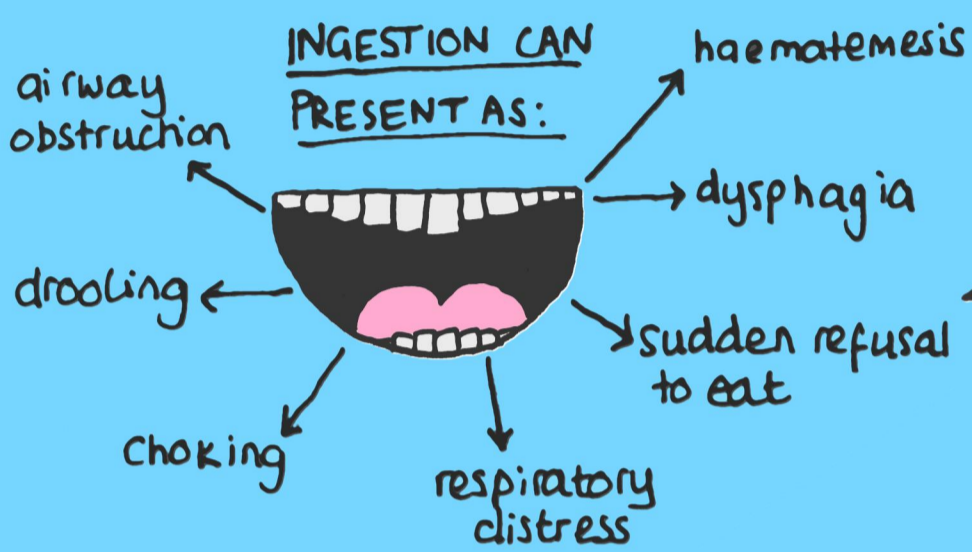 INGESTION CAN
PRESENT AS:
airway
obstruction
haematemesis
dysphagia
drooling
sudden refusal
to eat
choking
respiratory
distress